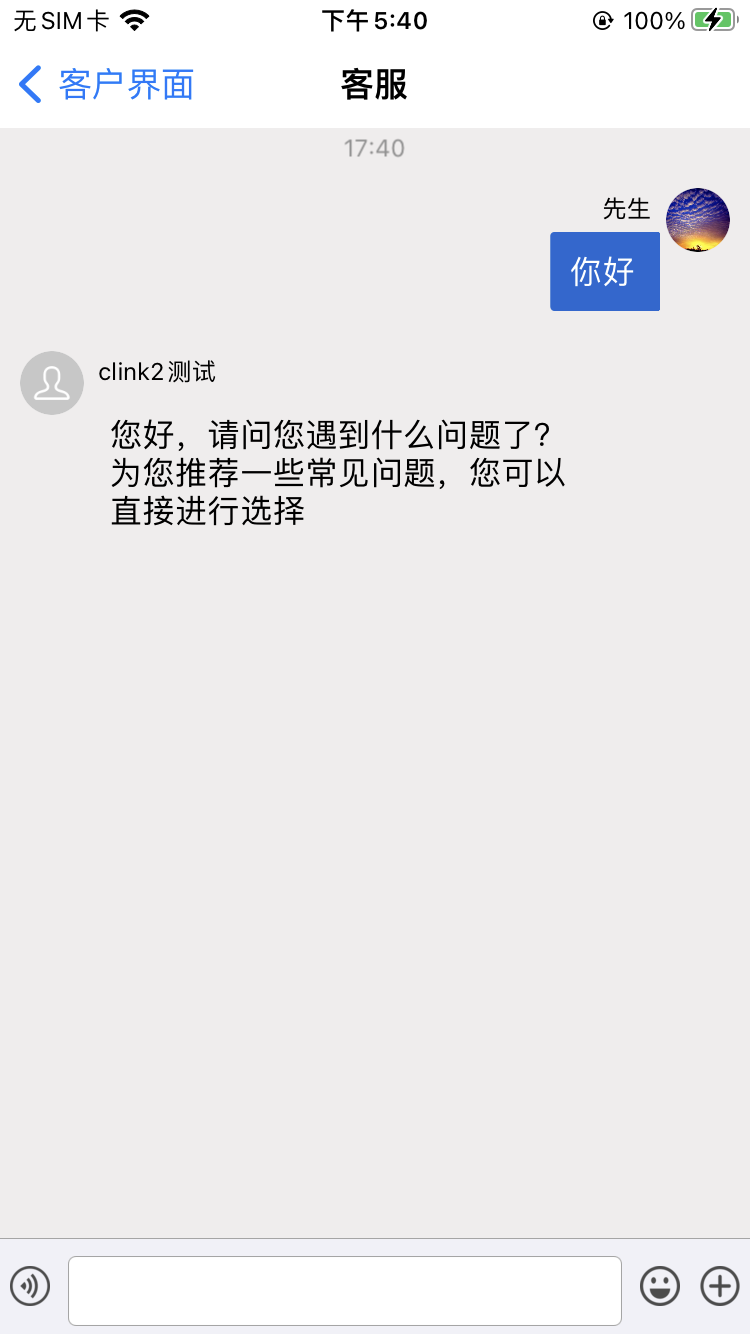 无SIM卡
下午5:40
100%
客户界面
客服
17:40
先生
你好
clink2测试
您好，请问您遇到什么问题了？
为您推荐一些常见问题，您可以
直接进行选择